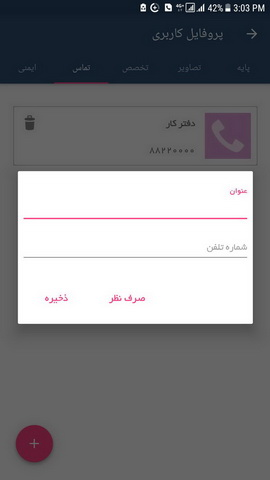 42% 3:03 PM
پروفایل کاربری
پایه تصاویر تخصص تماس ایمنی
دفتر کار
۸۸۲۲۰۰۰۰
عنوان
شماره تلفن
صرف نظر ذخیره